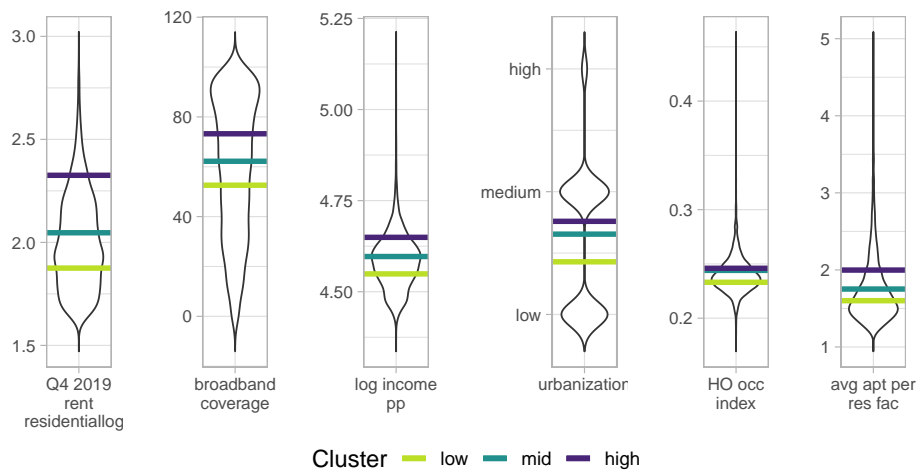 3.0
2.5
2.0
1.5
Q4 2019
rent
residentiallog
120
80
40
0
broadband
coverage
5.25
5.00
4.75
4.50
log income
pp
high
medium
low
urbanization
0.4
0.3
0.2
HO occ
index
5
4
3
2
1
avg apt per
res fac
Cluster low mid high